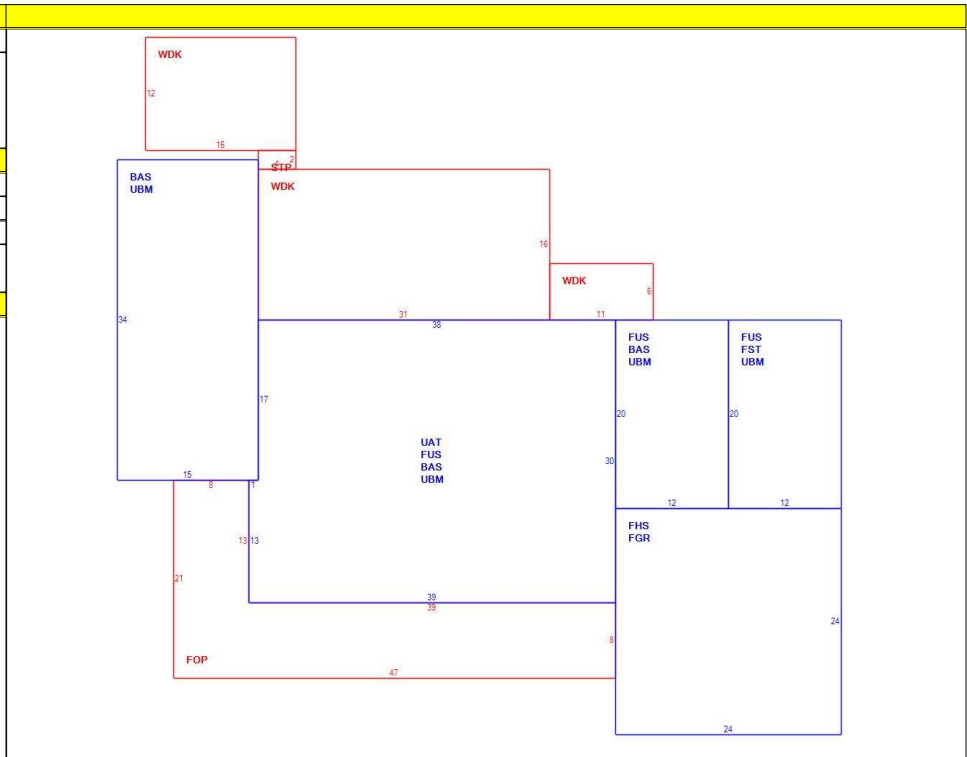 WDK
12
16
4 2
STP
WDK
BAS
UBM
16
WDK
6
34
31
11
38
FUS
BAS
UBM
FUS
FST
UBM
17
20
20
UAT
FUS
BAS
UBM
30
15
8
1
12
12
FHS
FGR
13
13
21
39
39
24
8
FOP
47
24